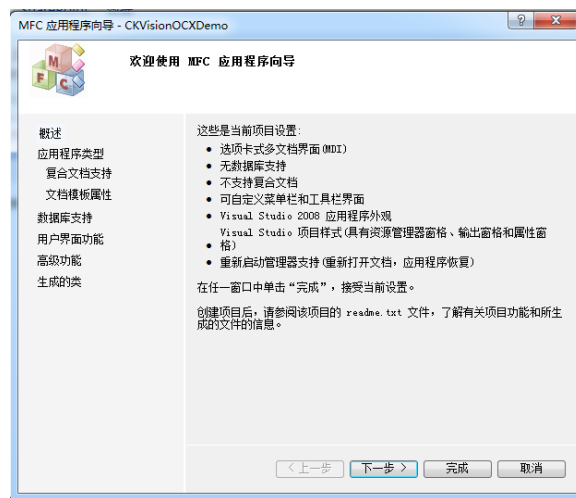 MFC 应用程序向导 - CKVisionOCXDemo
欢迎使用 MFC 应用程序向导
概述
应用程序类型
复合文档支持
文档模板属性
数据库支持
用户界面功能
高级功能
生成的类
这些是当前项目设置:
• 选项卡式多文档界面(MDI)
• 无数据库支持
• 不支持复合文档
• 可自定义菜单栏和工具栏界面
• Visual Studio 2008 应用程序外观
Visual Studio 项目样式(具有资源管理器窗格、输出窗格和属性窗
• 格)
• 重新启动管理器支持(重新打开文档，应用程序恢复)
在任一窗口中单击“完成”，接受当前设置。
创建项目后，请参阅该项目的 readme.txt 文件，了解有关项目功能和所生
成的文件的信息。
< 上一步
下一步 >
完成
取消